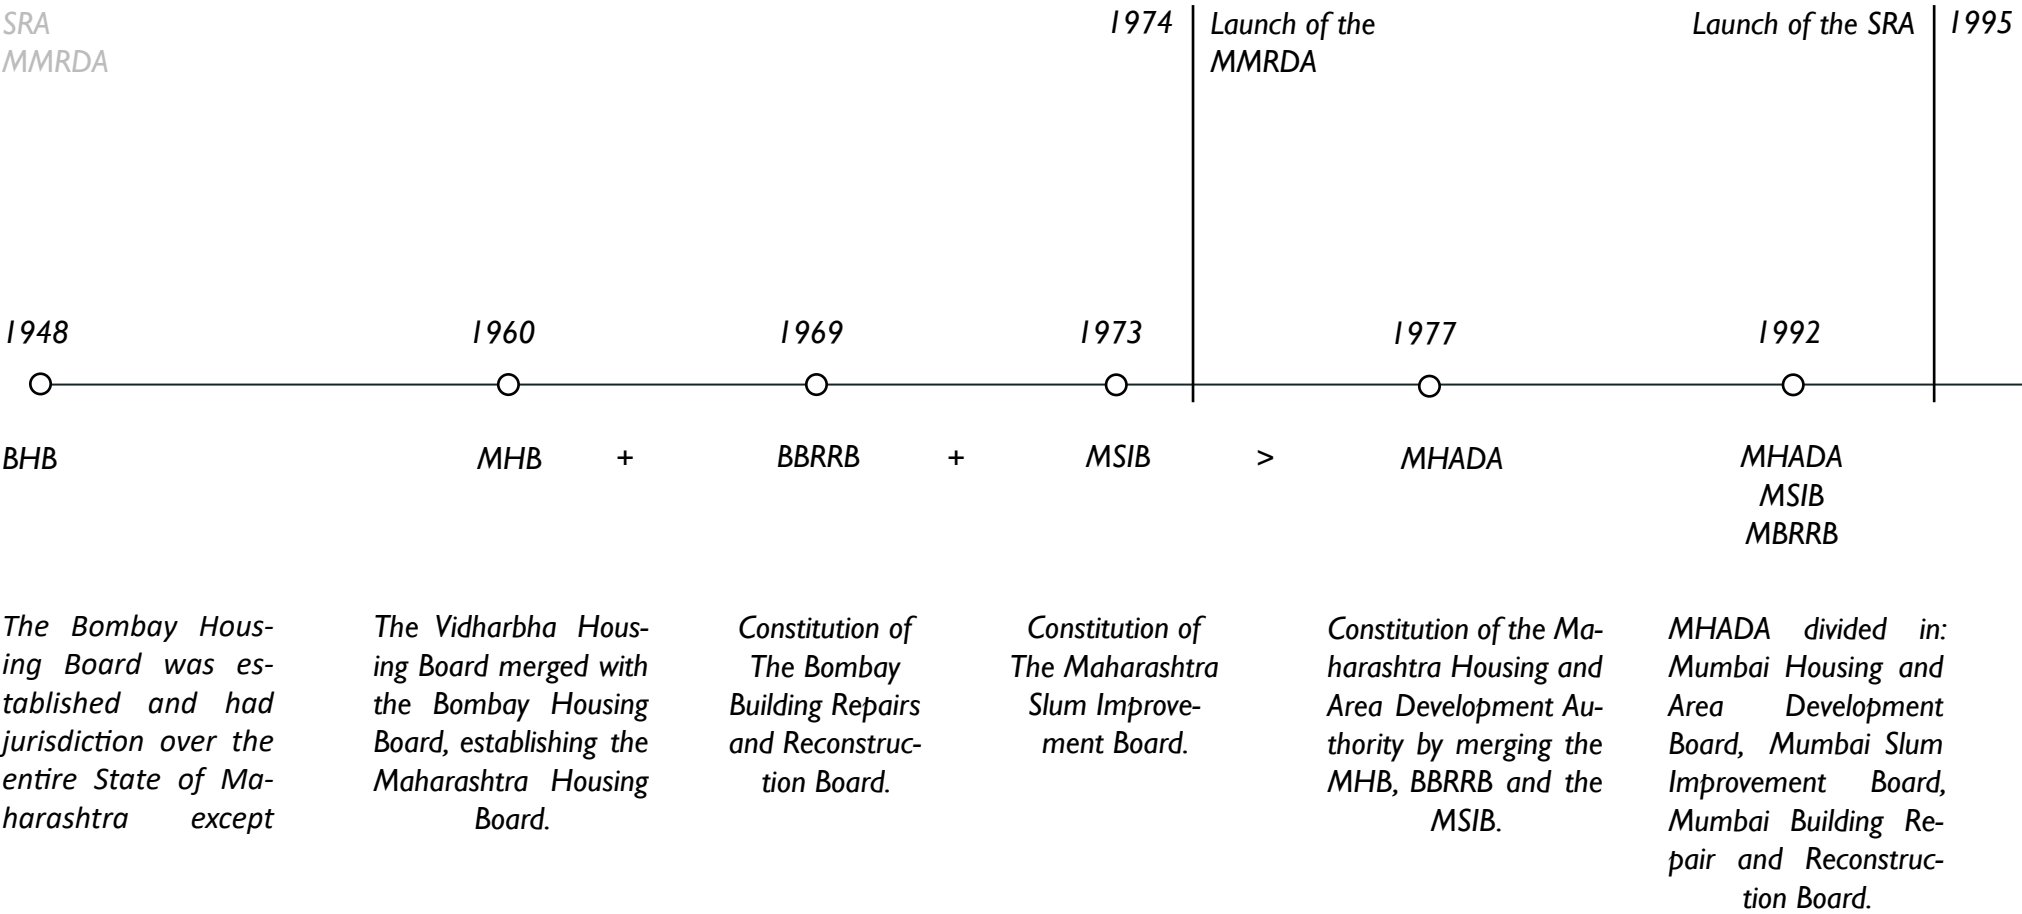 SRA
MMRDA
1974
Launch of the
MMRDA
Launch of the SRA
1995
1948
1960
1969
1973
1977
1992
BHB
MHB
+
BBRRB
+
MSIB
>
MHADA
MHADA
MSIB
MBRRB
The Bombay Hous-
ing Board was es-
tablished and had
jurisdiction over the
entire State of Ma-
harashtra except
The Vidharbha Hous-
ing Board merged with
the Bombay Housing
Board, establishing the
Maharashtra Housing
Board.
Constitution of
The Bombay
Building Repairs
and Reconstruc-
tion Board.
Constitution of
The Maharashtra
Slum Improve-
ment Board.
Constitution of the Ma-
harashtra Housing and
Area Development Au-
thority by merging the
MHB, BBRRB and the
MSIB.
MHADA divided in:
Mumbai Housing and
Area Development
Board, Mumbai Slum
Improvement Board,
Mumbai Building Re-
pair and Reconstruc-
tion Board.